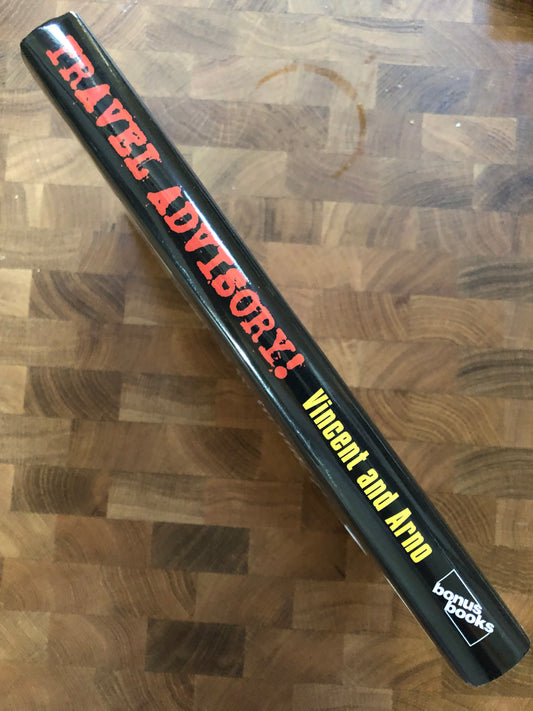 TRAVEL ADVISORY!
Vincent and Arno
bonus
books